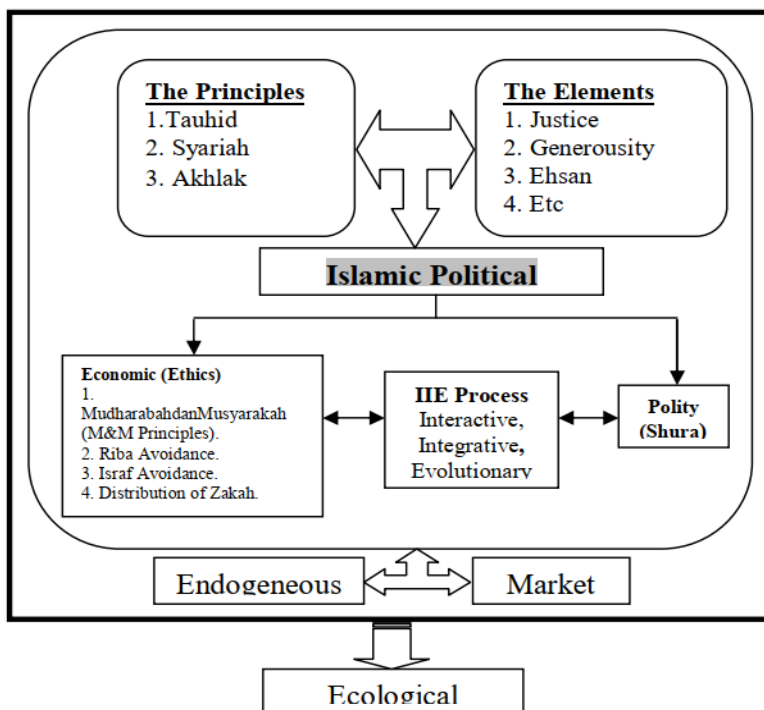 The Principles
1.Tauhid
2. Syariah
3. Akhlak
The Elements
1. Justice
2. Generousity
3. Ehsan
4. Etc
Islamic Political
Economic (Ethics)
1.
MudharabahdanMusyarakah
(M&M Principles).
2. Riba Avoidance.
3. Israf Avoidance.
4. Distribution of Zakah.
IIE Process
Interactive,
Integrative,
Evolutionary
Polity
(Shura)
Endogeneous
Market
Ecological